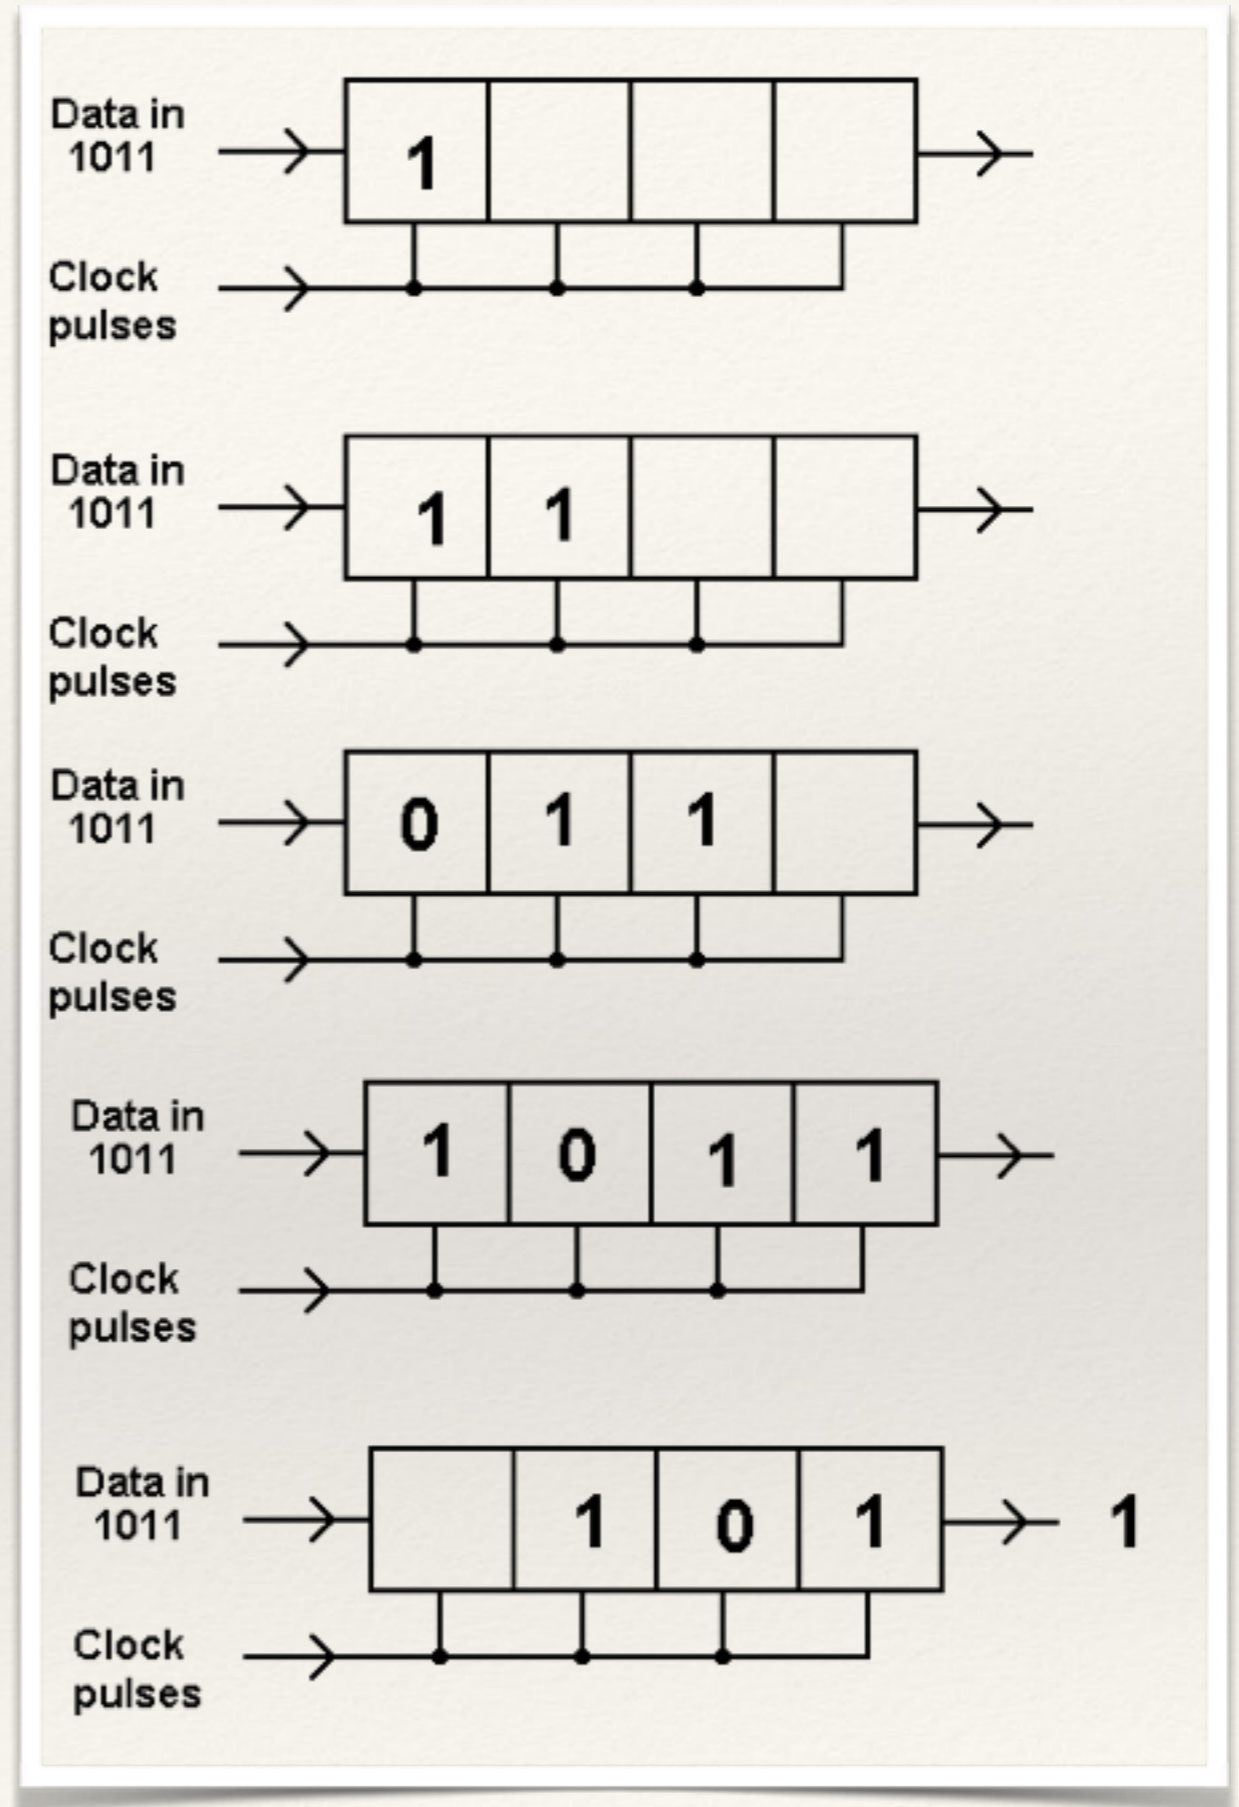 Data in
1011
1
Clock
pulses
Data in
1011
1 1
Clock
pulses
Data in
1011
0 1 1
Clock
pulses
Data in
1011
1 0 1 1
Clock
pulses
Data in
1011
1 0 1 1
Clock
pulses